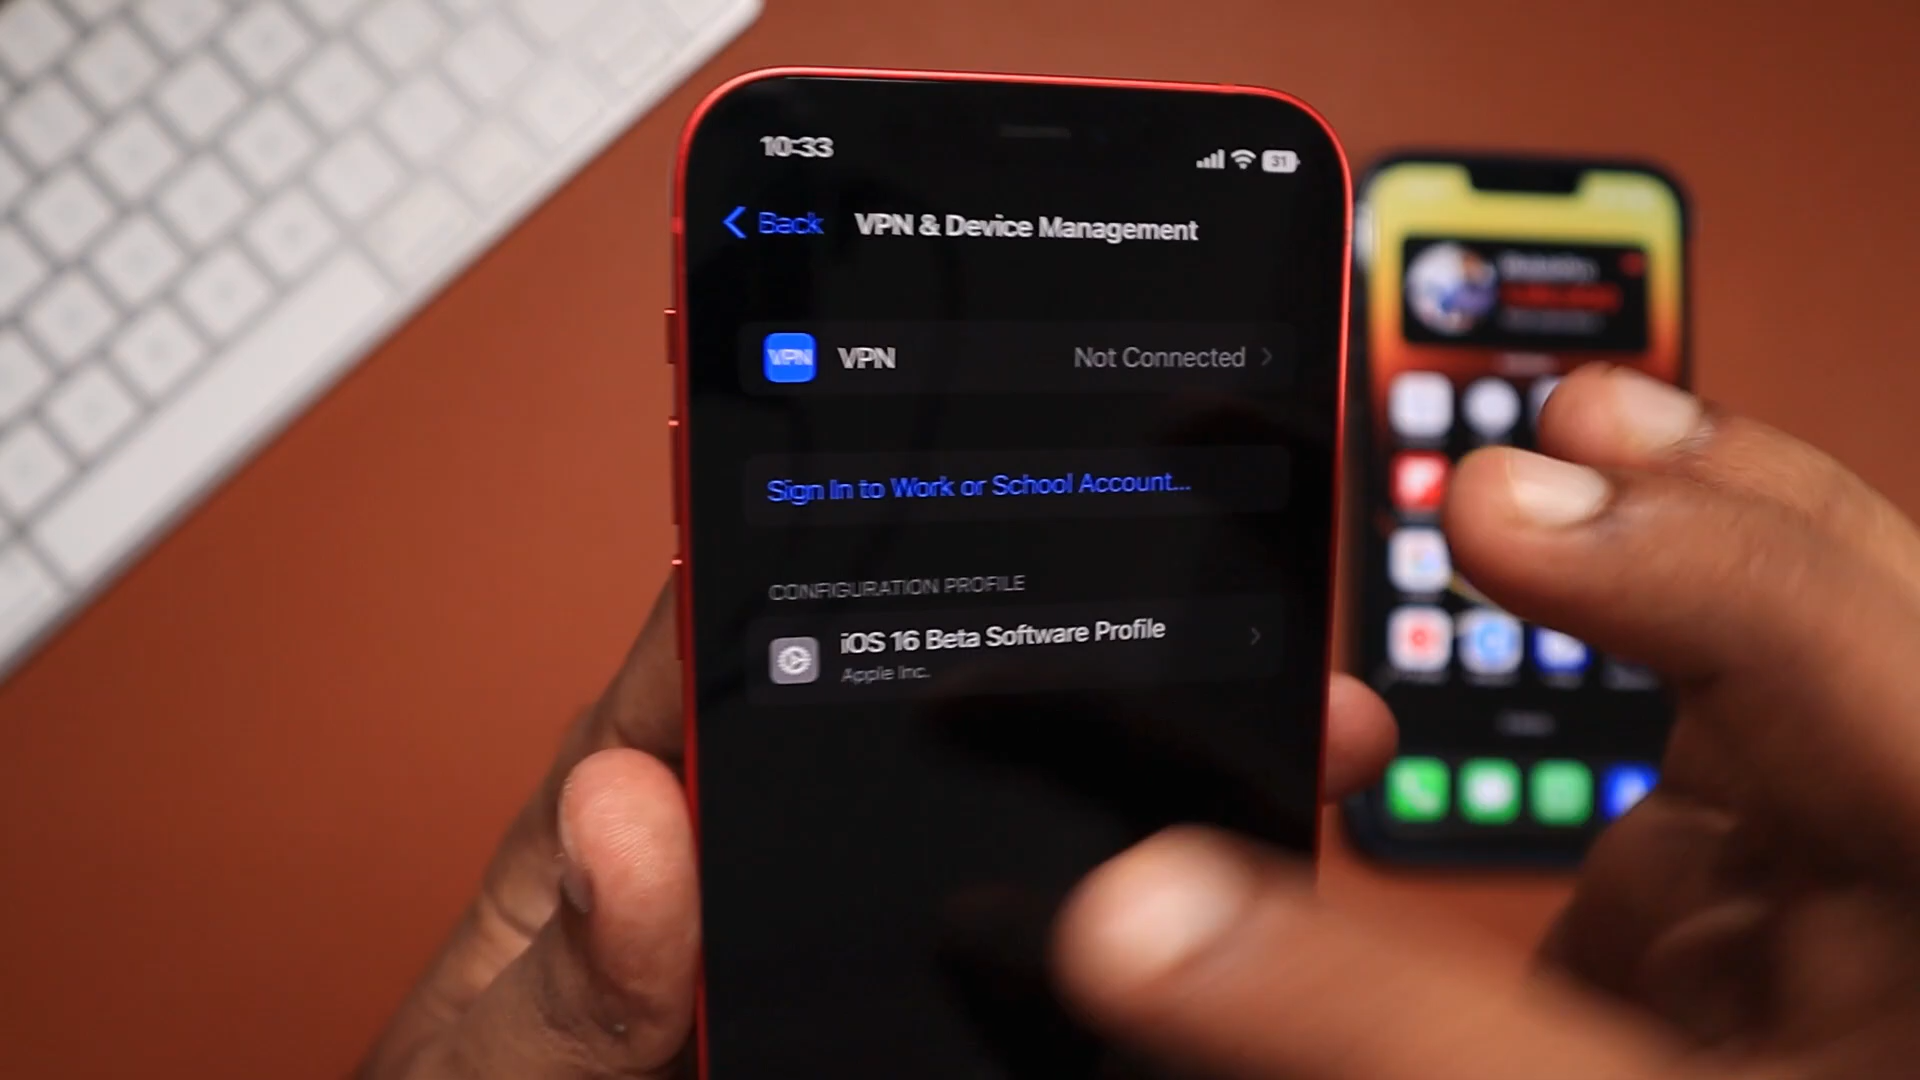 10:33
31
Back
VPN & Device Management
VPN
VPN
Not Connected
Sign In to Work or School Account...
CONFIGURATION PROFILE
iOS 16 Beta Software Profile
Apple Inc.